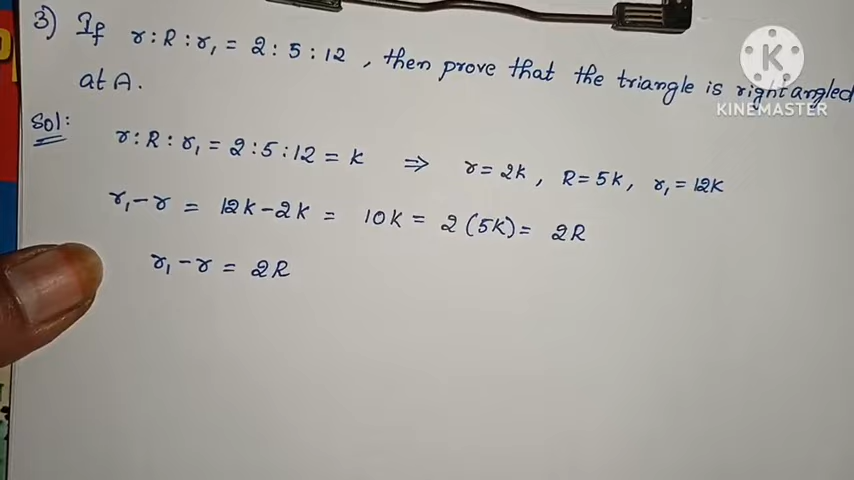 3) If r : R : r₁ = 2 : 5 : 12 , then prove that the triangle is right angled
at A.
Sol:
r : R : r₁ = 2 : 5 : 12 = K ⇒ r = 2K , R = 5K , r₁ = 12K
r₁ - r = 12K - 2K = 10K = 2 (5K) = 2R
r₁ - r = 2R
K
KINEMASTER